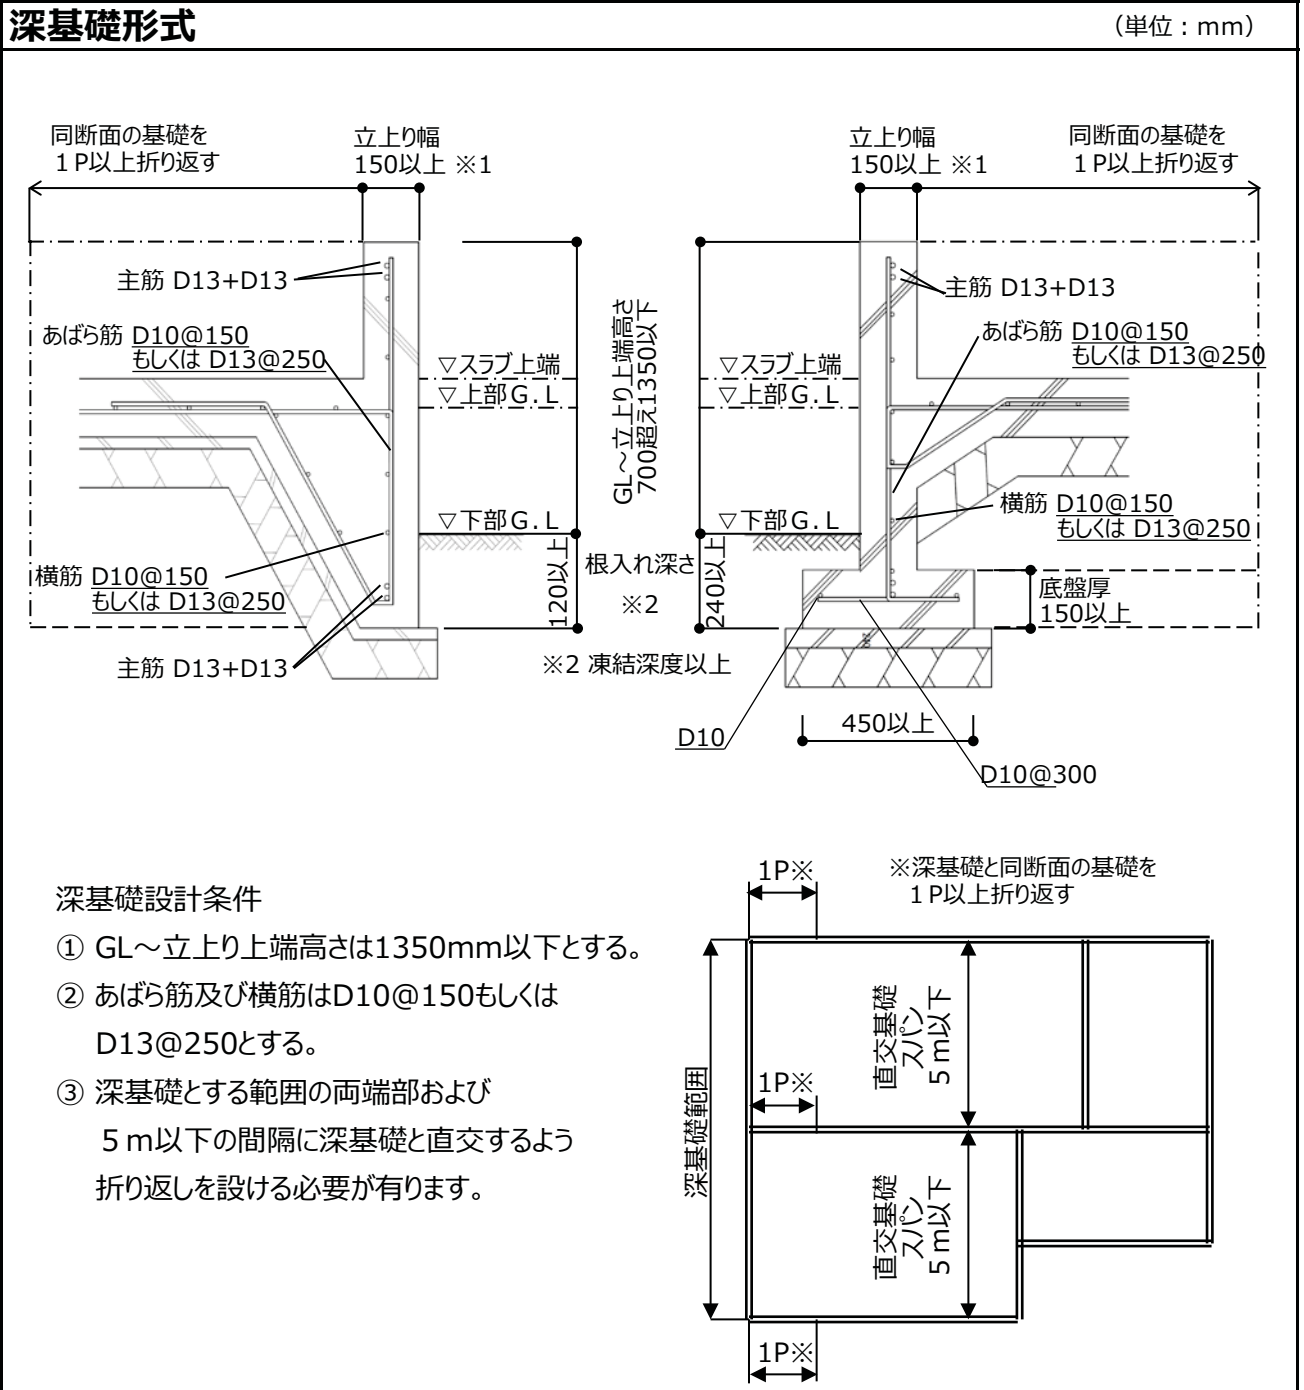 深基礎形式
（単位：mm）
同断面の基礎を
１P以上折り返す
立上り幅
150以上 ※1
立上り幅
150以上 ※1
同断面の基礎を
１P以上折り返す
主筋 D13+D13
あばら筋 D10@150
もしくは D13@250
▽スラブ上端
▽上部Ｇ.Ｌ
▽下部Ｇ.Ｌ
横筋 D10@150
もしくは D13@250
主筋 D13+D13
120以上
GL～立上り上端高さ
700超え1350以下
根入れ深さ
※2
※2 凍結深度以上
240以上
▽スラブ上端
▽上部Ｇ.Ｌ
▽下部Ｇ.Ｌ
主筋 D13+D13
あばら筋 D10@150
もしくは D13@250
横筋 D10@150
もしくは D13@250
底盤厚
150以上
450以上
D10
D10@300
深基礎設計条件
① GL～立上り上端高さは1350mm以下とする。
② あばら筋及び横筋はD10@150もしくは
D13@250とする。
③ 深基礎とする範囲の両端部および
５ｍ以下の間隔に深基礎と直交するよう
折り返しを設ける必要が有ります。
1P※
※深基礎と同断面の基礎を
１P以上折り返す
深基礎範囲
直交基礎
スパン
５ｍ以下
1P※
直交基礎
スパン
５ｍ以下
1P※